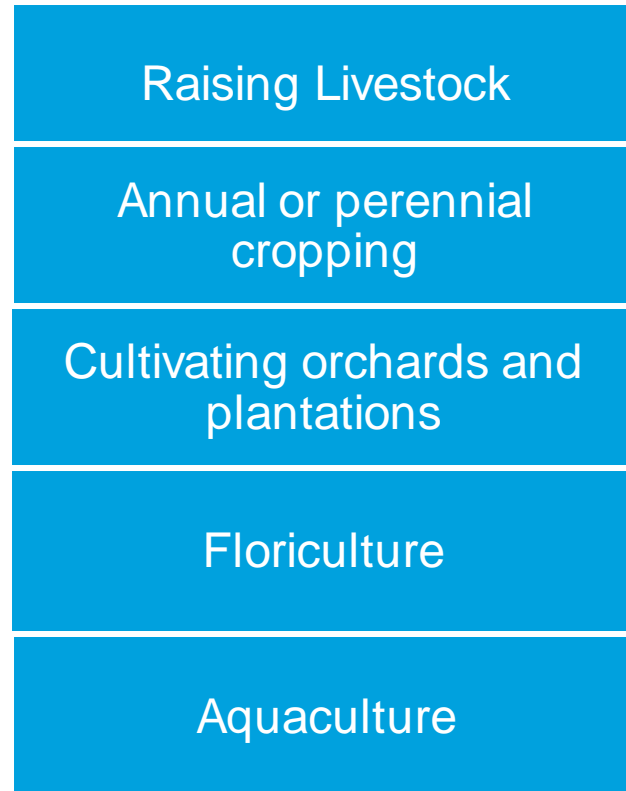 Raising Livestock
Annual or perennial
cropping
Cultivating orchards and
plantations
Floriculture
Aquaculture